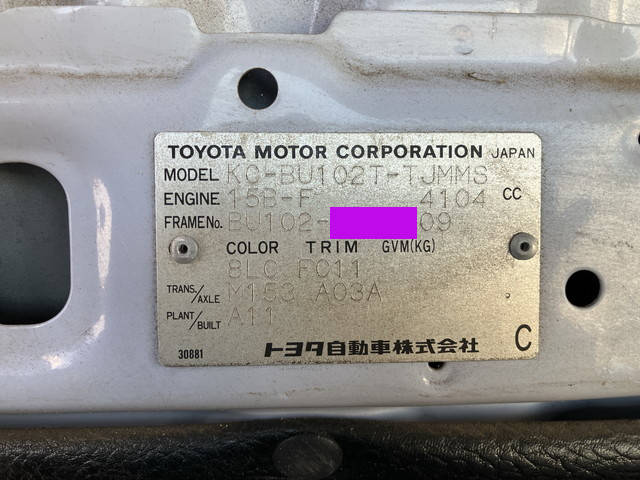 TOYOTA MOTOR CORPORATION JAPAN
MODEL KC-BU102T-TJMMS
ENGINE 15B-F 4104 CC
FRAME No. BU102- 09
COLOR TRIM GVM(KG)
8LC FC11
TRANS./AXLE M153 A03A
PLANT/BUILT A11
30881 トヨタ自動車株式会社 C